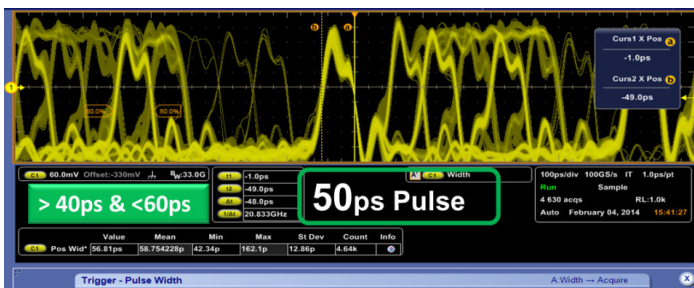 b
a
Curs1 X Pos a
-1.0ps
Curs2 X Pos b
-49.0ps
1
50.0%
50.0%
C1 60.0mV Offset:-330mV BW:33.0G
t1 -1.0ps
t2 -49.0ps
Δt -48.0ps
1/Δt 20.833GHz
A' C1 Width
100ps/div 100GS/s IT 1.0ps/pt
Run Sample
4 630 acqs RL:1.0k
Auto February 04, 2014 15:41:27
> 40ps & <60ps
50ps Pulse
Value Mean Min Max St Dev Count Info
C1 Pos Wid* 56.81ps 58.754228p 42.34p 162.1p 12.86p 4.64k
Trigger - Pulse Width
A:Width → Acquire
X